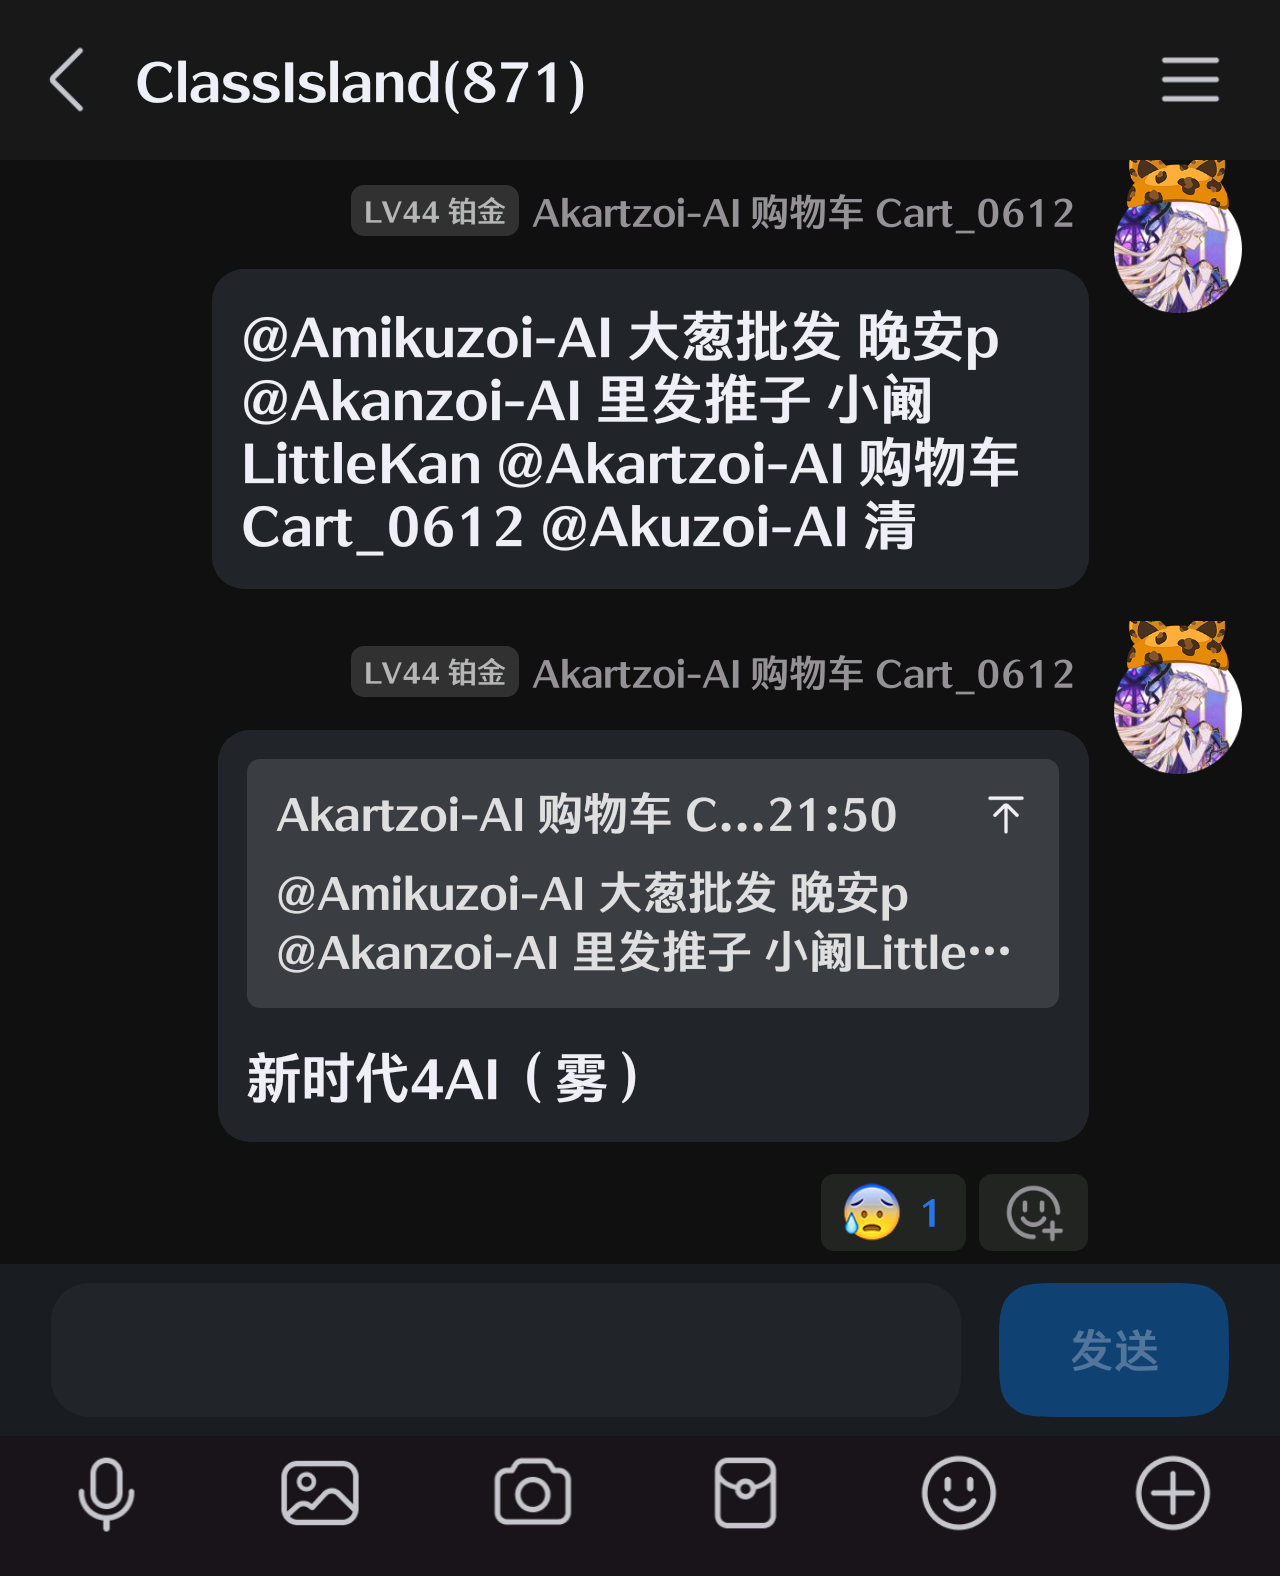 ClassIsland(871)
LV44 铂金 Akartzoi-AI 购物车 Cart_0612
@Amikuzoi-AI 大葱批发 晚安p
@Akanzoi-AI 里发推子 小阚
LittleKan @Akartzoi-AI 购物车
Cart_0612 @Akuzoi-AI 清
LV44 铂金 Akartzoi-AI 购物车 Cart_0612
Akartzoi-AI 购物车 C...21:50
@Amikuzoi-AI 大葱批发 晚安p
@Akanzoi-AI 里发推子 小阚Little…
新时代4AI（雾）
1
发送